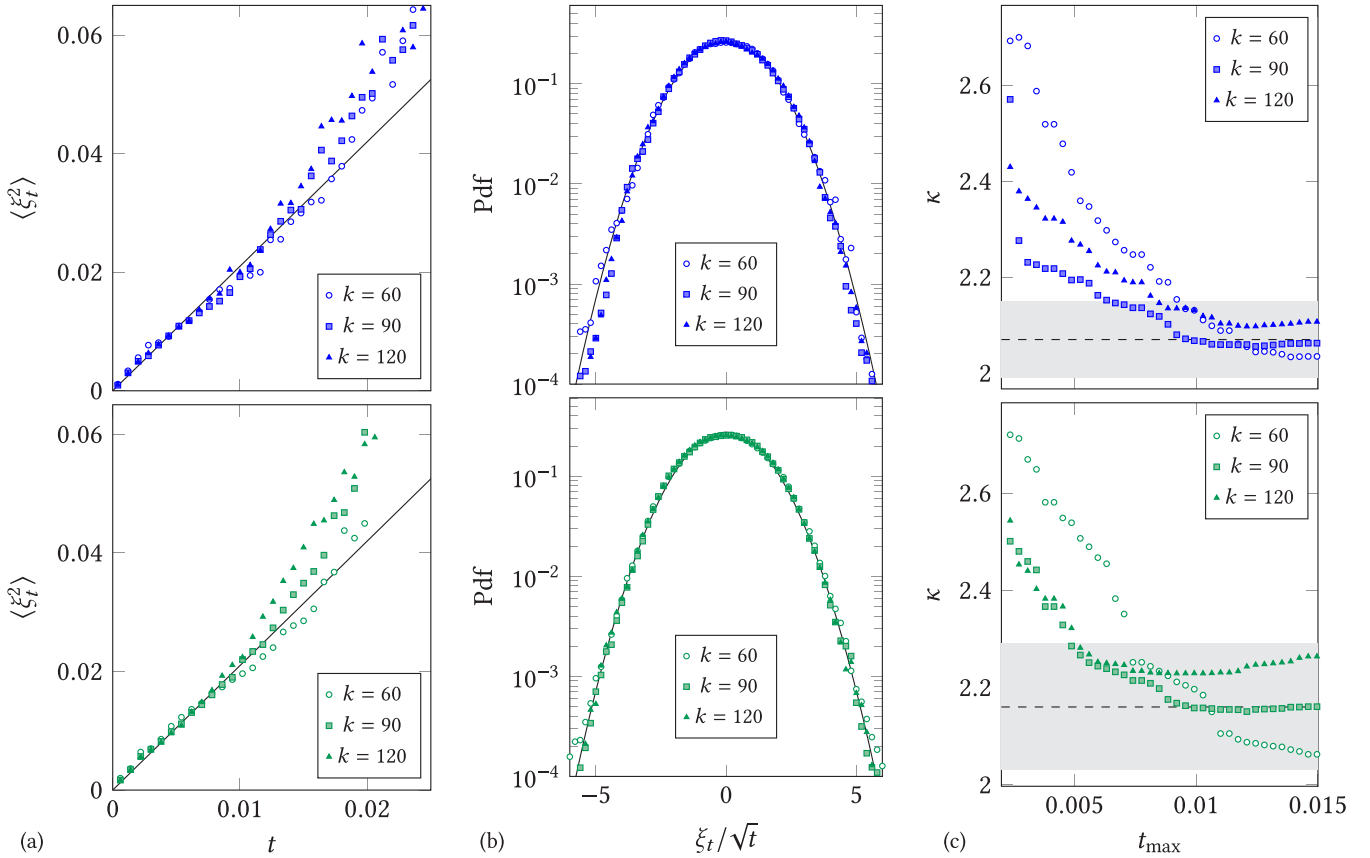 0.06
0.04
0.02
0
⟨ξ_t^2⟩
k = 60
k = 90
k = 120
10^−1
10^−2
10^−3
10^−4
Pdf
k = 60
k = 90
k = 120
2.6
2.4
2.2
2
κ
k = 60
k = 90
k = 120
0.06
0.04
0.02
0
⟨ξ_t^2⟩
k = 60
k = 90
k = 120
0 0.01 0.02
(a) t
10^−1
10^−2
10^−3
10^−4
Pdf
k = 60
k = 90
k = 120
−5 0 5
(b) ξ_t/√t
2.6
2.4
2.2
2
κ
k = 60
k = 90
k = 120
0.005 0.01 0.015
(c) t_max